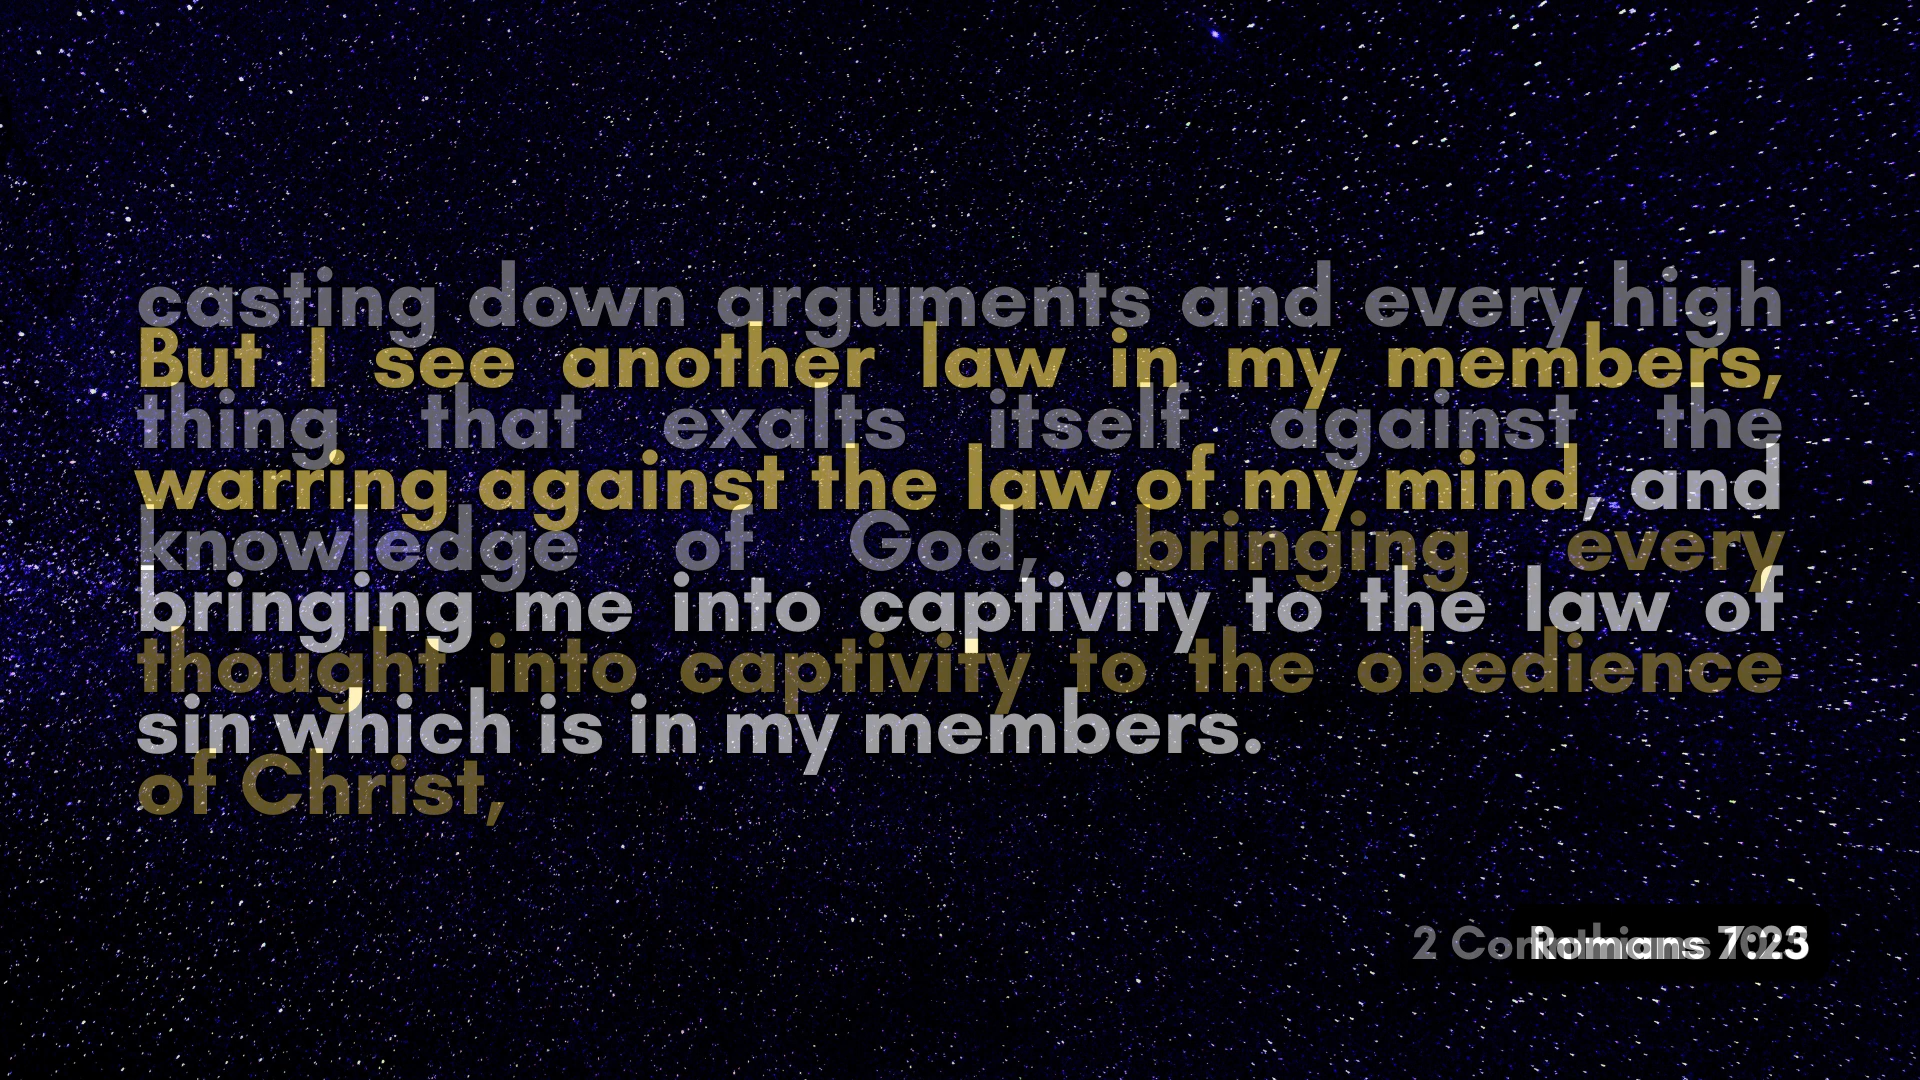 casting down arguments and every high
But I see another law in my members,
thing that exalts itself against the
warring against the law of my mind, and
knowledge of God, bringing every
bringing me into captivity to the law of
thought into captivity to the obedience
sin which is in my members.
of Christ,
2 Corinthians
Romans 7:23